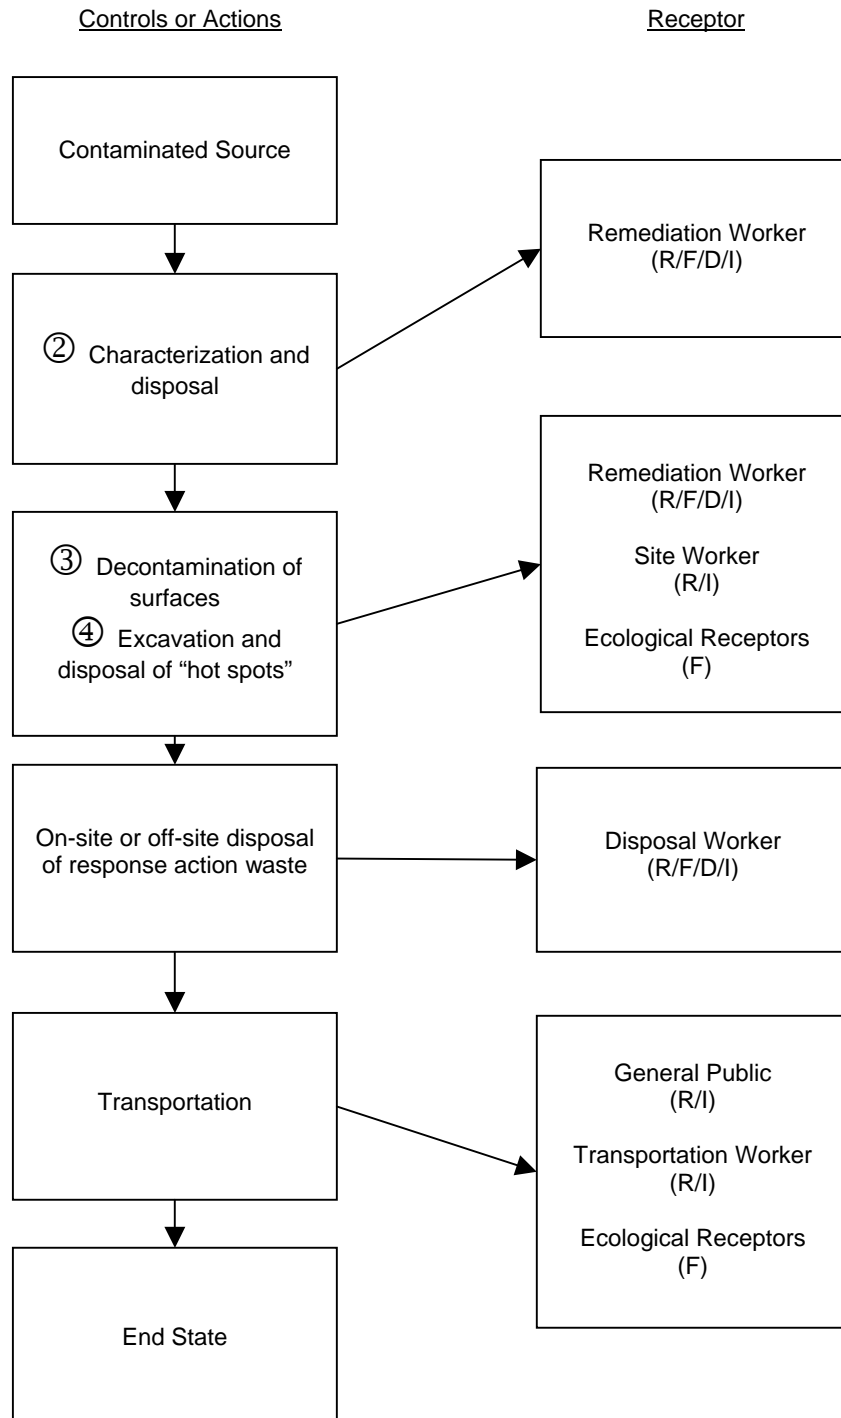 Controls or Actions
Receptor
Contaminated Source
Remediation Worker
(R/F/D/I)
② Characterization and
disposal
Remediation Worker
(R/F/D/I)
Site Worker
(R/I)
Ecological Receptors
(F)
③ Decontamination of
surfaces
④ Excavation and
disposal of “hot spots”
On-site or off-site disposal
of response action waste
Disposal Worker
(R/F/D/I)
Transportation
General Public
(R/I)
Transportation Worker
(R/I)
Ecological Receptors
(F)
End State